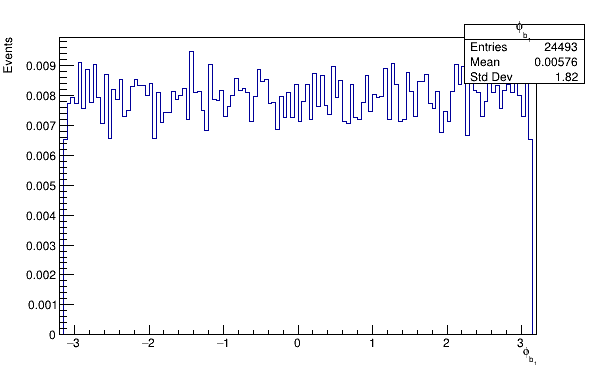 ϕ_b₁
Entries 24493
Mean 0.00576
Std Dev 1.82
Events
0.009
0.008
0.007
0.006
0.005
0.004
0.003
0.002
0.001
0
−3 −2 −1 0 1 2 3
ϕ_b₁